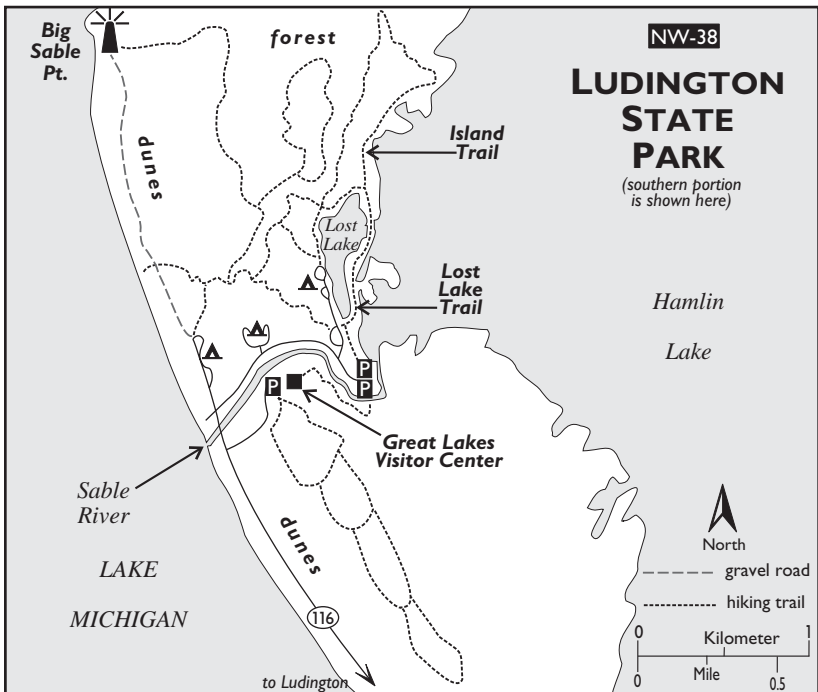 Big
Sable
Pt.
forest
NW-38
LUDINGTON
STATE
PARK
(southern portion
is shown here)
Island
Trail
dunes
Lost
Lake
Lost
Lake
Trail
Hamlin
Lake
P
P
P
Great Lakes
Visitor Center
Sable
River
dunes
LAKE
MICHIGAN
116
to Ludington
North
gravel road
hiking trail
0 1
Kilometer
Mile
0 0.5